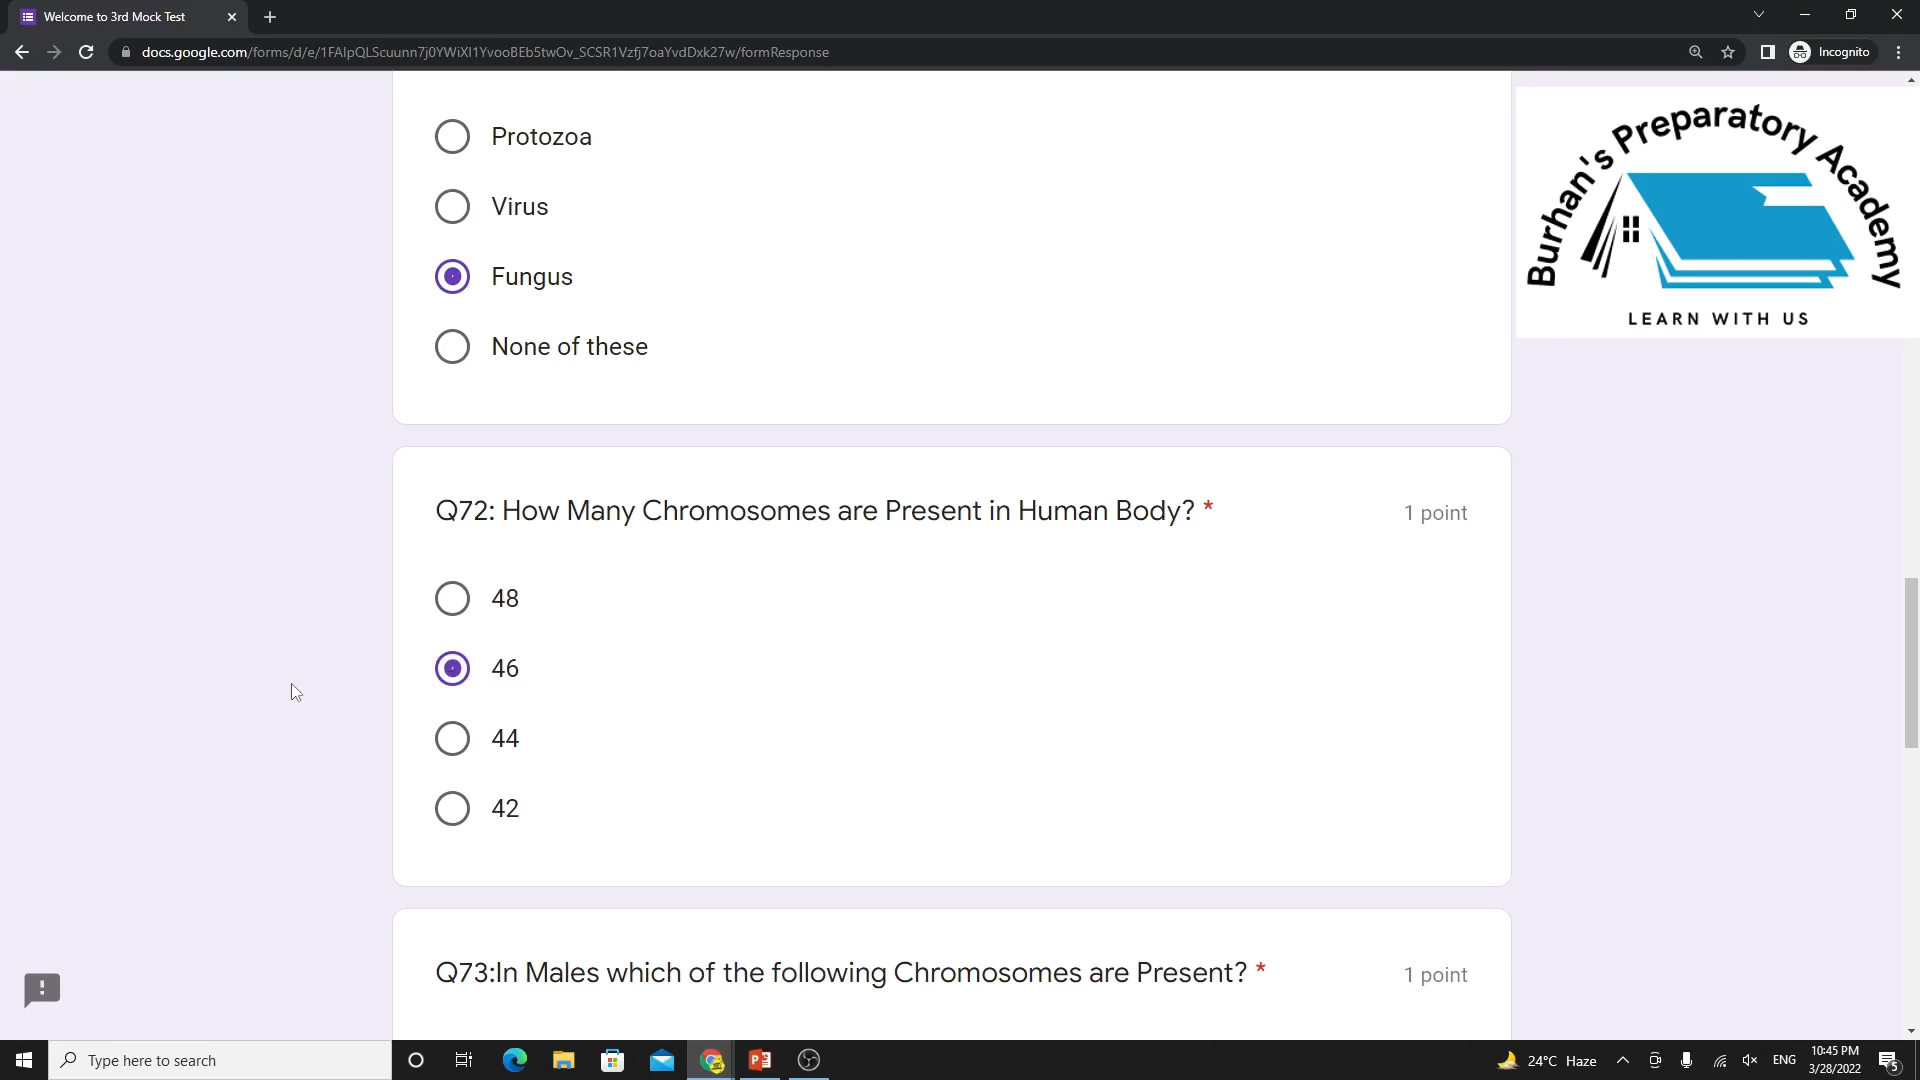 Welcome to 3rd Mock Test
docs.google.com/forms/d/e/1FAIpQLScuunn7j0YWiXI1YvooBEb5twOv_SCSR1Vzfj7oaYvdDxk27w/formResponse
Incognito
Protozoa
Virus
Fungus
None of these
Burhan's Preparatory Academy
LEARN WITH US
Q72: How Many Chromosomes are Present in Human Body? *
1 point
48
46
44
42
Q73:In Males which of the following Chromosomes are Present? *
1 point
Type here to search
24°C Haze
ENG
10:45 PM
3/28/2022
5